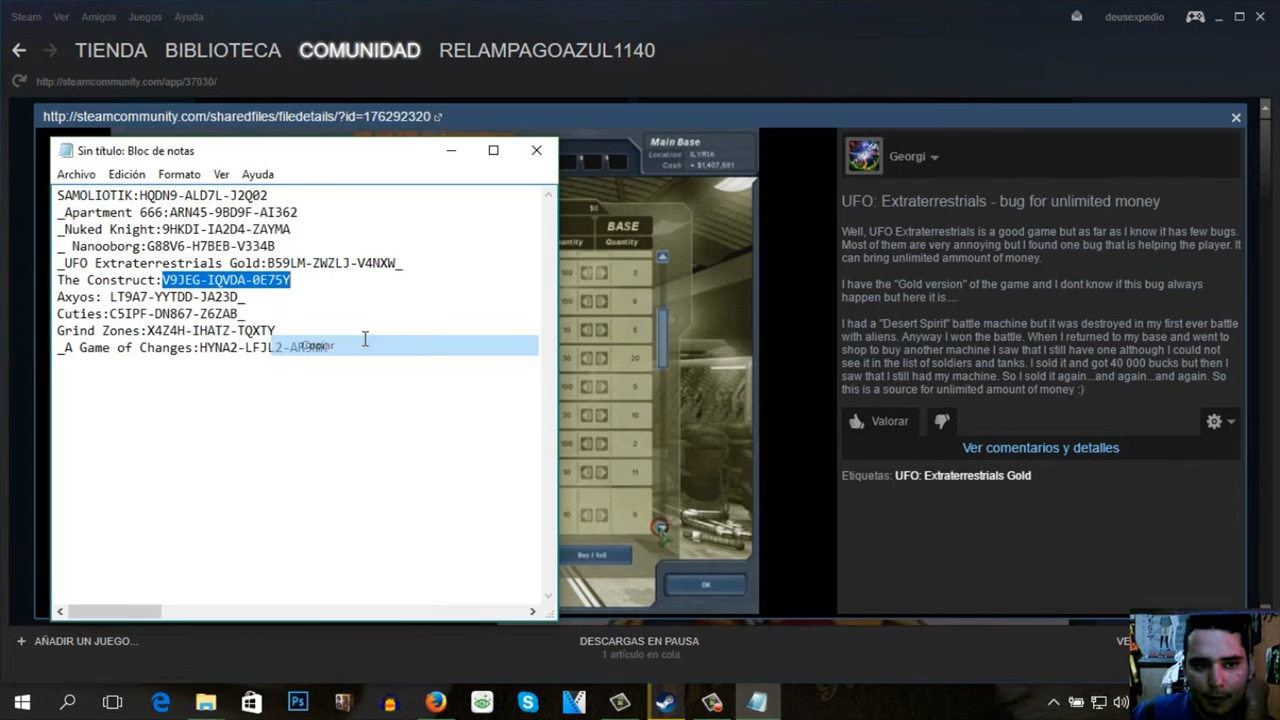 Steam Ver Amigos Juegos Ayuda
deusexpedio
TIENDA BIBLIOTECA COMUNIDAD RELAMPAGOAZUL1140
http://steamcommunity.com/app/37030/
http://steamcommunity.com/sharedfiles/filedetails/?id=176292320
Sin título: Bloc de notas
Archivo Edición Formato Ver Ayuda
SAMOLIOTIK:HQDN9-ALD7L-J2Q02
_Apartment 666:ARN45-9BD9F-AI362
_Nuked Knight:9HKDI-IA2D4-ZAYMA
_ Nanooborg:G88V6-H7BEB-V334B
_UFO Extraterrestrials Gold:B59LM-ZWZLJ-V4NXW_
The Construct:V9JEG-IQVDA-0E75Y
Axyos: LT9A7-YYTDD-JA23D_
Cuties:C5IPF-DN867-Z6ZAB_
Grind Zones:X4Z4H-IHATZ-TQXTY
_A Game of Changes:HYNA2-LFJL2-
Copiar
Main Base
Location ILYRIA
Cash + $1,407,601
$0
BASE
Quantity
Buy / Sell
OK
Georgi
UFO: Extraterrestrials - bug for unlimited money
Well, UFO Extraterrestrials is a good game but as far as I know it has few bugs.
Most of them are very annoying but I found one bug that is helping the player. It
can bring unlimited ammount of money.
I have the "Gold version" of the game and I dont know if this bug always
happen but here it is....
I had a "Desert Spirit" battle machine but it was destroyed in my first ever battle
with aliens. Anyway I won the battle. When I returned to my base and went to
shop to buy another machine I saw that I still have one although I could not
see it in the list of soldiers and tanks. I sold it and got 40 000 bucks but then I
saw that I still had my machine. So I sold it again...and again...and again. So
this is a source for unlimited amount of money :)
Valorar
Ver comentarios y detalles
Etiquetas: UFO: Extraterrestrials Gold
+ AÑADIR UN JUEGO...
DESCARGAS EN PAUSA
1 artículo en cola
VE